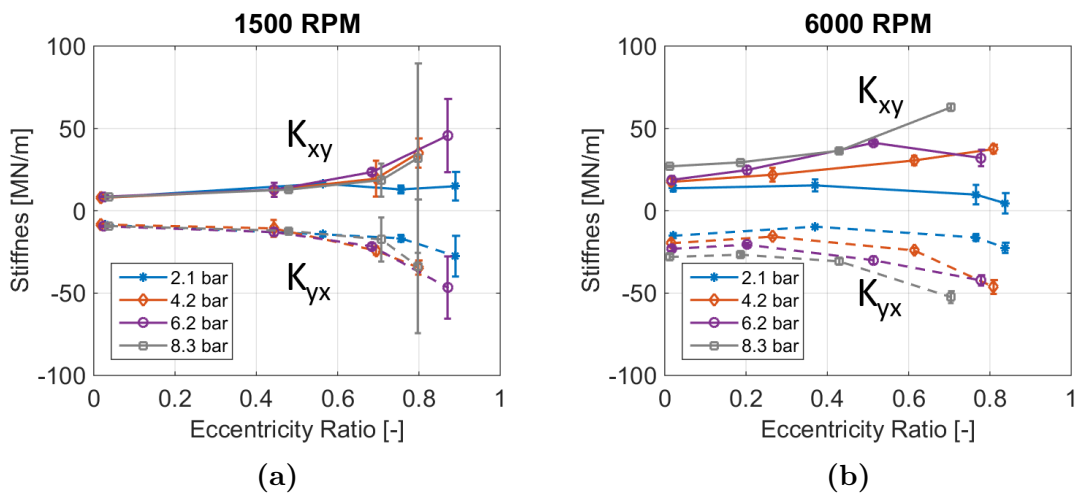 1500 RPM
100
50
0
-50
-100
Stiffnes [MN/m]
Kxy
Kyx
2.1 bar
4.2 bar
6.2 bar
8.3 bar
0
0.2
0.4
0.6
0.8
1
Eccentricity Ratio [-]
(a)
6000 RPM
100
50
0
-50
-100
Stiffnes [MN/m]
Kxy
Kyx
2.1 bar
4.2 bar
6.2 bar
8.3 bar
0
0.2
0.4
0.6
0.8
1
Eccentricity Ratio [-]
(b)